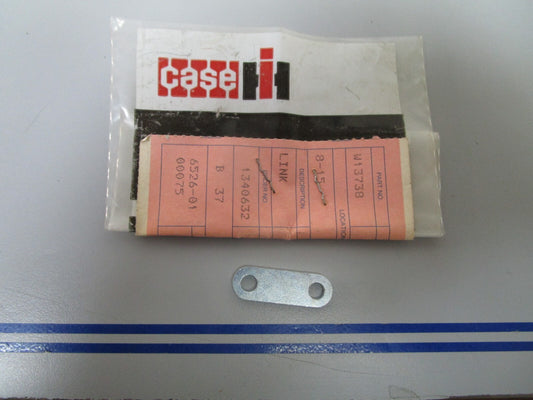 case IH
PART NO.
LOCATION
W13738
8-15
DESCRIPTION
LINK
1340632
B 37
6526-01
00075